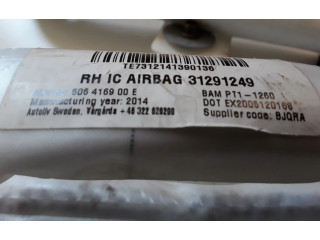 TE7312141390136
RH IC AIRBAG 31291249
606 4169 00 E
BAM PT1-1260
Manufacturing year: 2014
DOT EX2005120166
Autoliv Sweden, Vårgårda + 46 322 626200
Supplier code: BJQRA